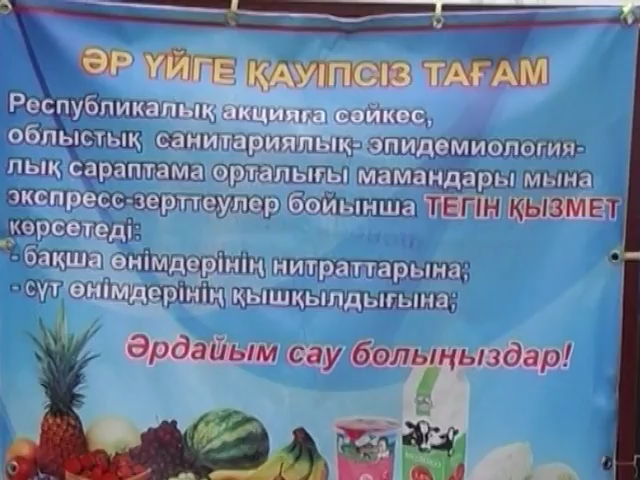 ӘР ҮЙГЕ ҚАУІПСІЗ ТАҒАМ
Республикалық акцияға сәйкес,
облыстық санитариялық- эпидемиология-
лық сараптама орталығы мамандары мына
экспресс-зерттеулер бойынша ТЕГІН ҚЫЗМЕТ
көрсетеді:
- бақша өнімдерінің нитраттарына;
- сүт өнімдерінің қышқылдығына;
Әрдайым сау болыңыздар!
МОЛОКО